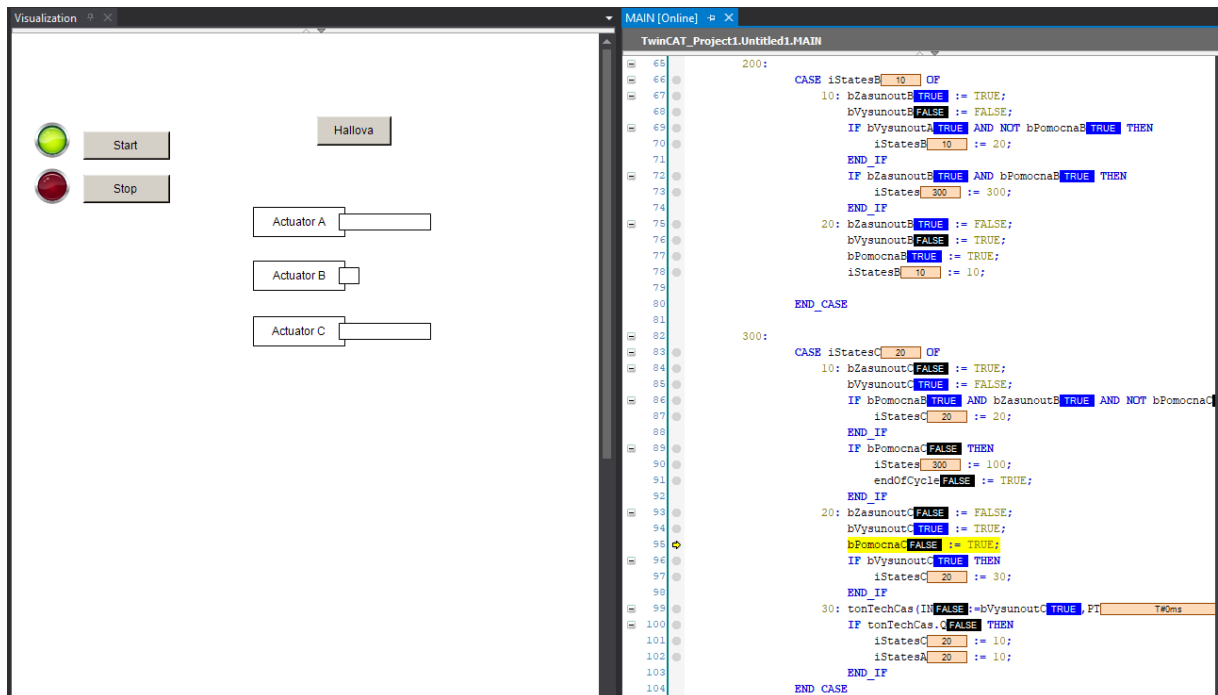 Visualization
MAIN [Online]
TwinCAT_Project1.Untitled1.MAIN
Hallova
Start
Stop
Actuator A
Actuator B
Actuator C
65 200:
66 CASE iStatesB 10 OF
67 10: bZasunoutB TRUE := TRUE;
68 bVysunoutB FALSE := FALSE;
69 IF bVysunoutA TRUE AND NOT bPomocnaB TRUE THEN
70 iStatesB 10 := 20;
71 END_IF
72 IF bZasunoutB TRUE AND bPomocnaB TRUE THEN
73 iStates 300 := 300;
74 END_IF
75 20: bZasunoutB TRUE := FALSE;
76 bVysunoutB FALSE := TRUE;
77 bPomocnaB TRUE := TRUE;
78 iStatesB 10 := 10;
79
80 END_CASE
81
82 300:
83 CASE iStatesC 20 OF
84 10: bZasunoutC FALSE := TRUE;
85 bVysunoutC TRUE := FALSE;
86 IF bPomocnaB TRUE AND bZasunoutB TRUE AND NOT bPomocnaC
87 iStatesC 20 := 20;
88 END_IF
89 IF bPomocnaC FALSE THEN
90 iStates 300 := 100;
91 endOfCycle FALSE := TRUE;
92 END_IF
93 20: bZasunoutC FALSE := FALSE;
94 bVysunoutC TRUE := TRUE;
95 bPomocnaC FALSE := TRUE;
96 IF bVysunoutC TRUE THEN
97 iStatesC 20 := 30;
98 END_IF
99 30: tonTechCas(IN FALSE :=bVysunoutC TRUE ,PT T#0ms
100 IF tonTechCas.Q FALSE THEN
101 iStatesC 20 := 10;
102 iStatesA 20 := 10;
103 END_IF
104 END_CASE